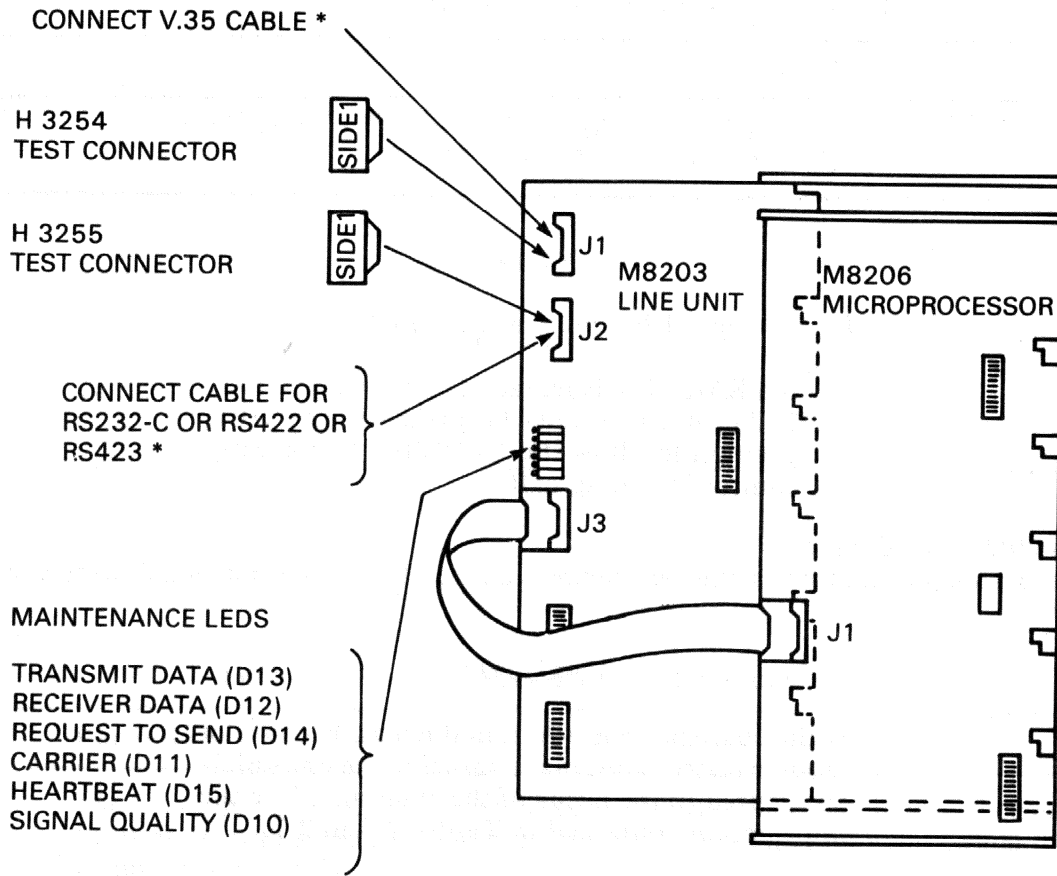 CONNECT V.35 CABLE *
H 3254
TEST CONNECTOR
SIDE1
H 3255
TEST CONNECTOR
SIDE1
J1
M8203
LINE UNIT
M8206
MICROPROCESSOR
J2
CONNECT CABLE FOR
RS232-C OR RS422 OR
RS423 *
J3
MAINTENANCE LEDS
J1
TRANSMIT DATA (D13)
RECEIVER DATA (D12)
REQUEST TO SEND (D14)
CARRIER (D11)
HEARTBEAT (D15)
SIGNAL QUALITY (D10)